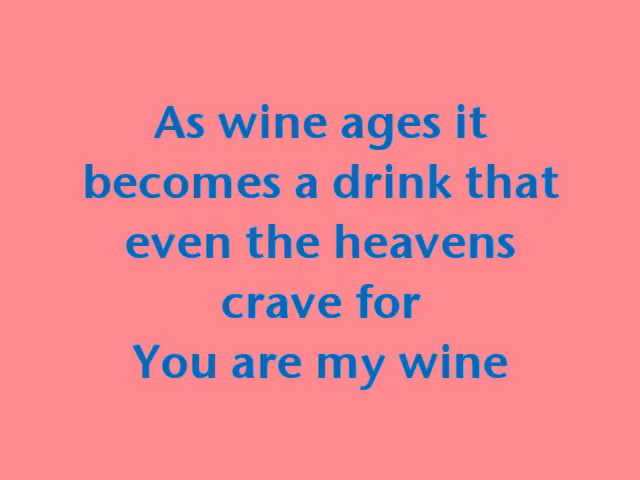 As wine ages it
becomes a drink that
even the heavens
crave for
You are my wine